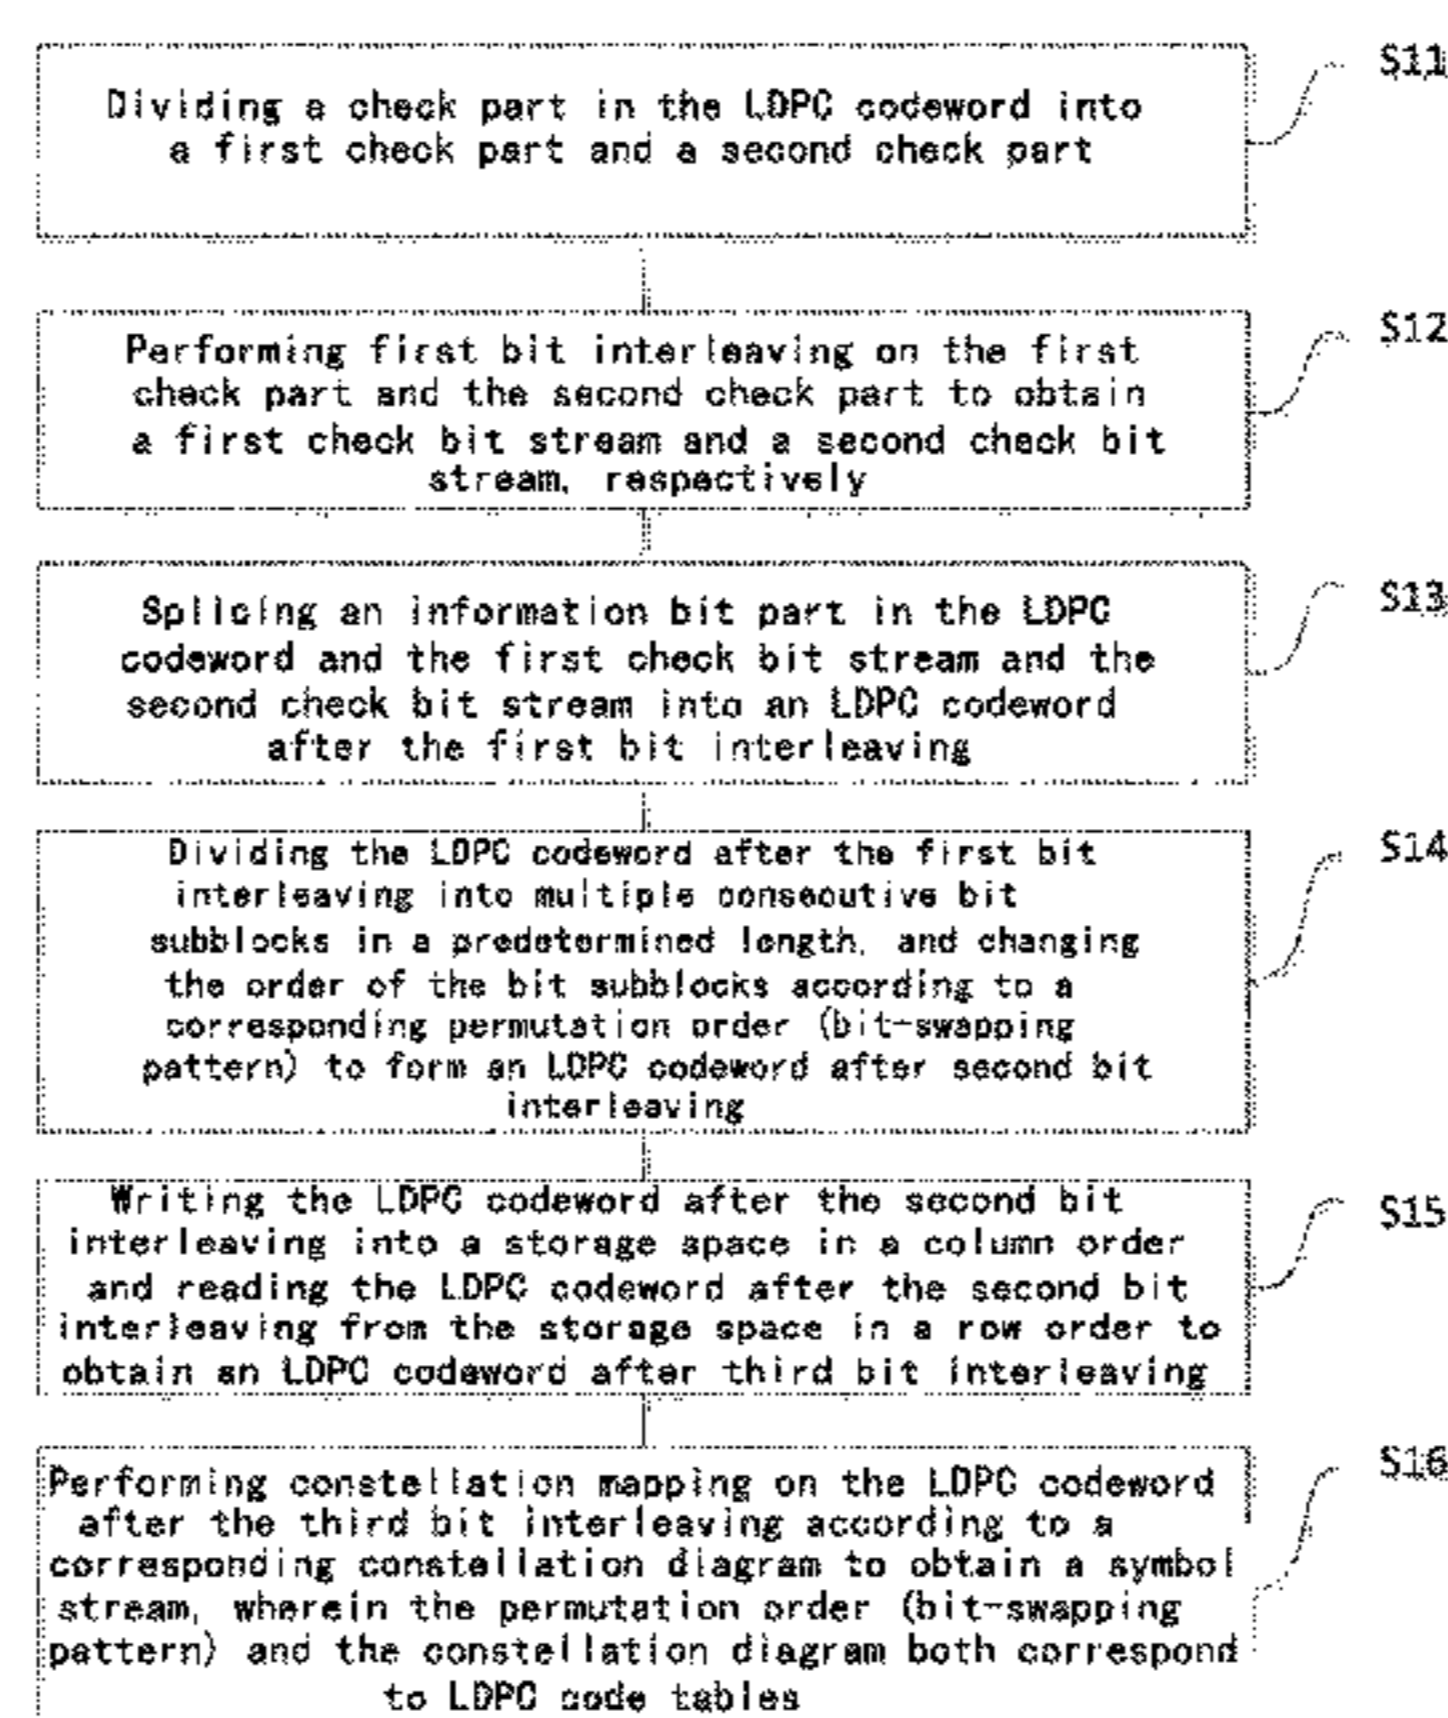 S11
Dividing a check part in the LDPC codeword into
a first check part and a second check part
S12
Performing first bit interleaving on the first
check part and the second check part to obtain
a first check bit stream and a second check bit
stream, respectively
S13
Splicing an information bit part in the LDPC
codeword and the first check bit stream and the
second check bit stream into an LDPC codeword
after the first bit interleaving
S14
Dividing the LDPC codeword after the first bit
interleaving into multiple consecutive bit
subblocks in a predetermined length, and changing
the order of the bit subblocks according to a
corresponding permutation order (bit-swapping
pattern) to form an LDPC codeword after second bit
interleaving
S15
Writing the LDPC codeword after the second bit
interleaving into a storage space in a column order
and reading the LDPC codeword after the second bit
interleaving from the storage space in a row order to
obtain an LDPC codeword after third bit interleaving
S16
Performing constellation mapping on the LDPC codeword
after the third bit interleaving according to a
corresponding constellation diagram to obtain a symbol
stream, wherein the permutation order (bit-swapping
pattern) and the constellation diagram both correspond
to LDPC code tables